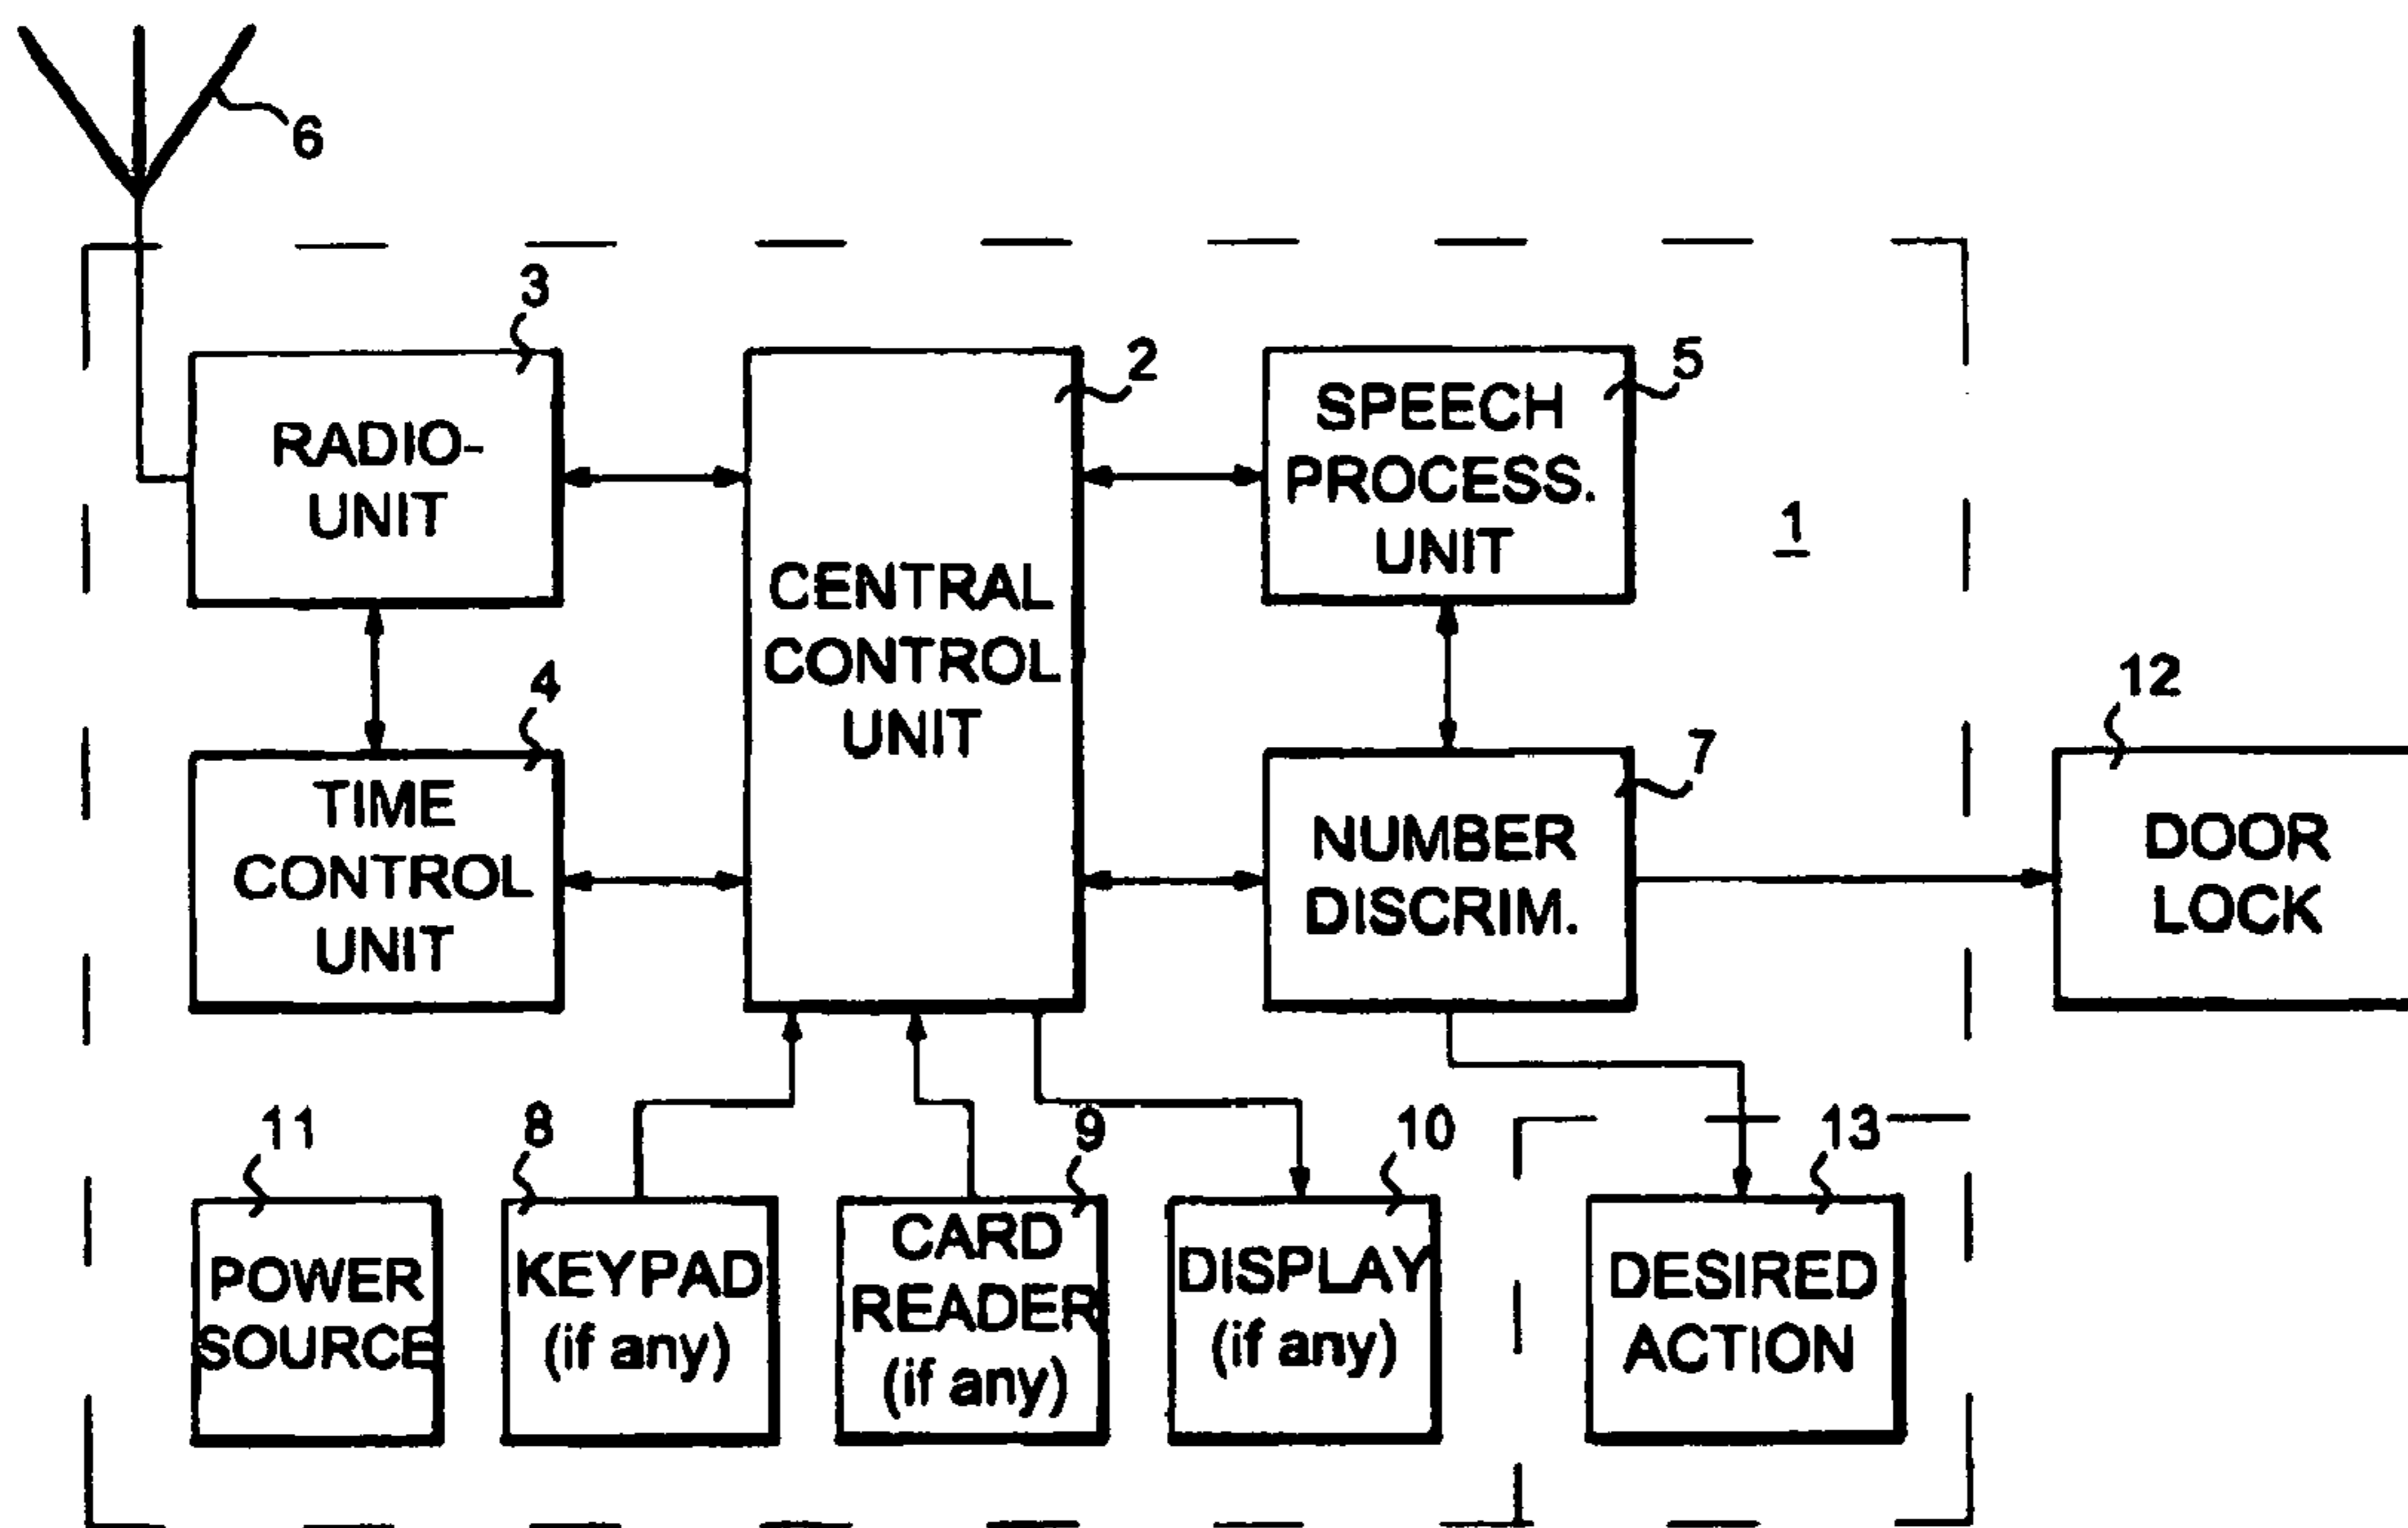 6
3
RADIO-
UNIT
2
CENTRAL
CONTROL
UNIT
5
SPEECH
PROCESS.
UNIT
1
4
TIME
CONTROL
UNIT
7
NUMBER
DISCRIM.
12
DOOR
LOCK
11
POWER
SOURCE
8
KEYPAD
(if any)
9
CARD
READER
(if any)
10
DISPLAY
(if any)
13
DESIRED
ACTION